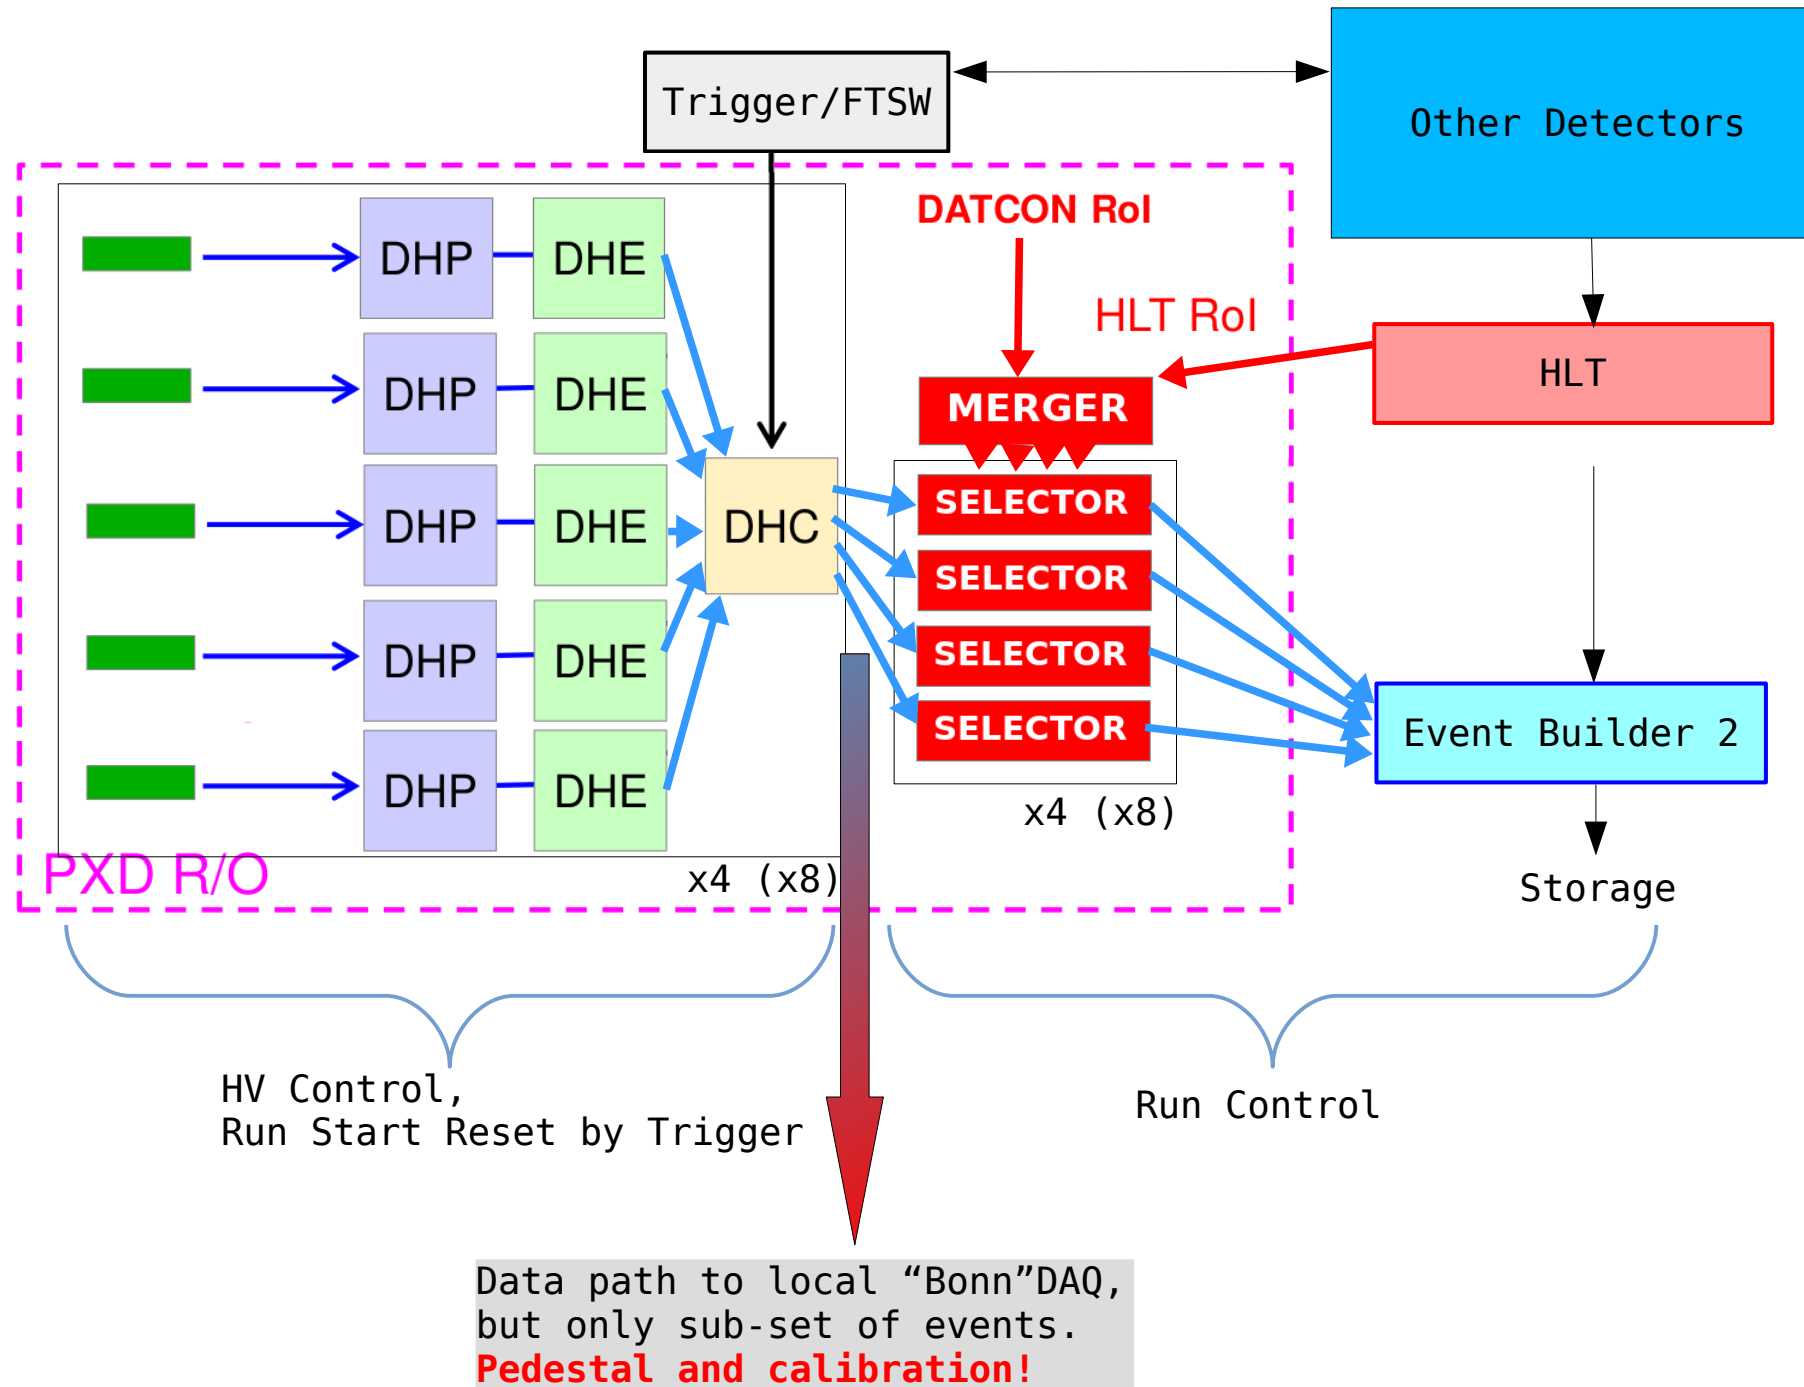 Trigger/FTSW
Other Detectors
DATCON RoI
DHP
DHE
HLT RoI
DHP
DHE
HLT
MERGER
DHP
DHE
DHC
SELECTOR
SELECTOR
SELECTOR
SELECTOR
DHP
DHE
Event Builder 2
DHP
DHE
x4 (x8)
PXD R/O
x4 (x8)
Storage
HV Control,
Run Start Reset by Trigger
Run Control
Data path to local “Bonn”DAQ,
but only sub-set of events.
Pedestal and calibration!